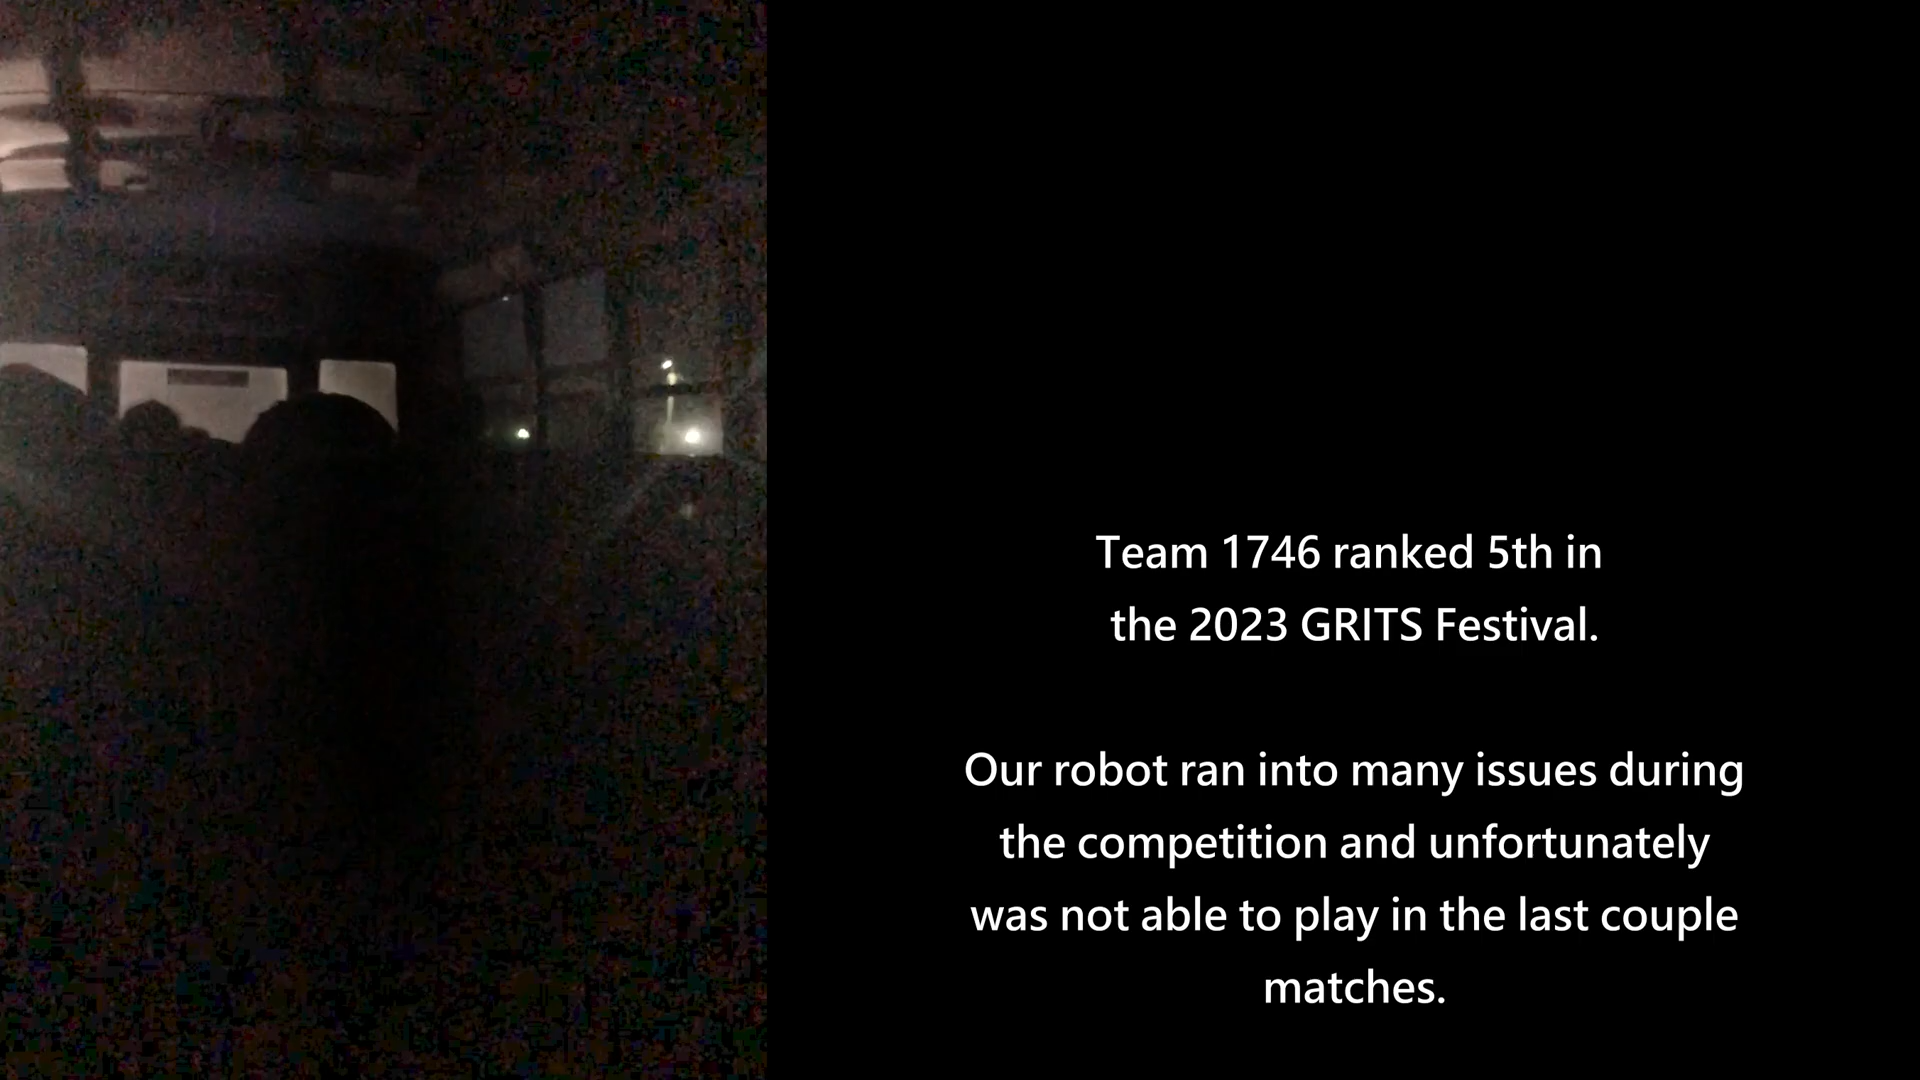 Team 1746 ranked 5th in
the 2023 GRITS Festival.
Our robot ran into many issues during
the competition and unfortunately
was not able to play in the last couple
matches.